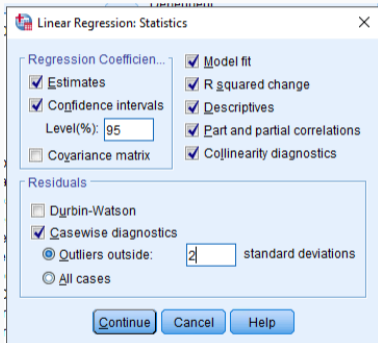 Linear Regression: Statistics
Regression Coefficien...
Estimates
Confidence intervals
Level(%): 95
Covariance matrix
Model fit
R squared change
Descriptives
Part and partial correlations
Collinearity diagnostics
Residuals
Durbin-Watson
Casewise diagnostics
Outliers outside: 2 standard deviations
All cases
Continue Cancel Help